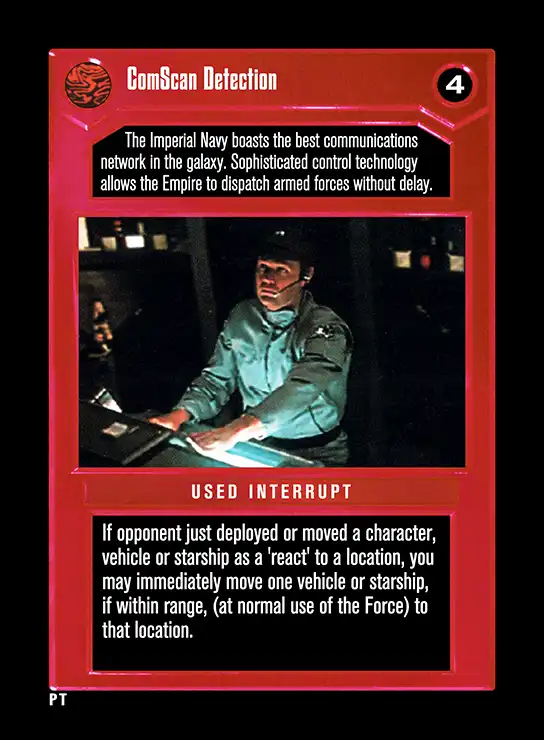 ComScan Detection
4
The Imperial Navy boasts the best communications
network in the galaxy. Sophisticated control technology
allows the Empire to dispatch armed forces without delay.
USED INTERRUPT
If opponent just deployed or moved a character,
vehicle or starship as a 'react' to a location, you
may immediately move one vehicle or starship,
if within range, (at normal use of the Force) to
that location.
PT